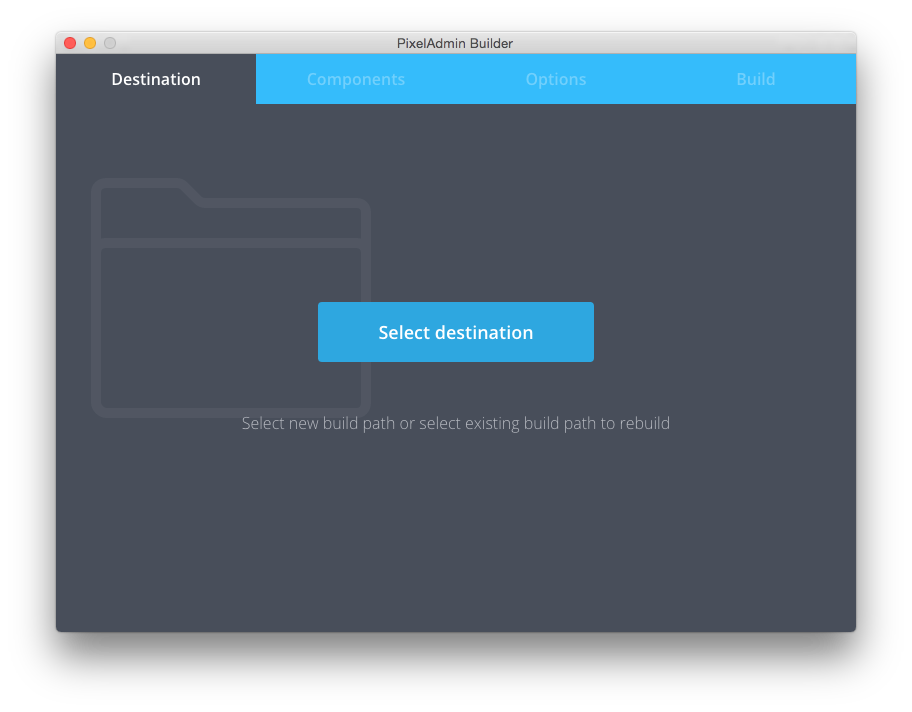 PixelAdmin Builder
Destination Components Options Build
Select destination
Select new build path or select existing build path to rebuild